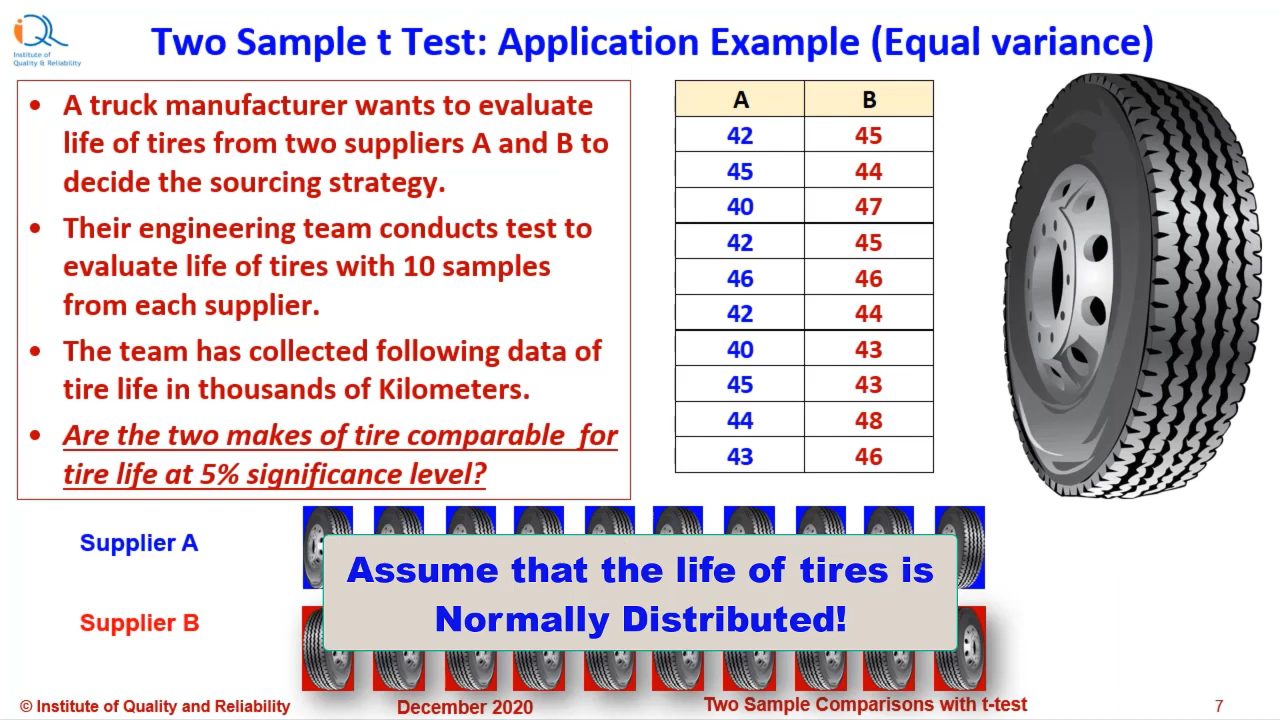 iQR
Institute of
Quality & Reliability
Two Sample t Test: Application Example (Equal variance)
• A truck manufacturer wants to evaluate
life of tires from two suppliers A and B to
decide the sourcing strategy.
• Their engineering team conducts test to
evaluate life of tires with 10 samples
from each supplier.
• The team has collected following data of
tire life in thousands of Kilometers.
• Are the two makes of tire comparable for
tire life at 5% significance level?
A B
42 45
45 44
40 47
42 45
46 46
42 44
40 43
45 43
44 48
43 46
Supplier A
Assume that the life of tires is
Normally Distributed!
Supplier B
© Institute of Quality and Reliability December 2020 Two Sample Comparisons with t-test 7